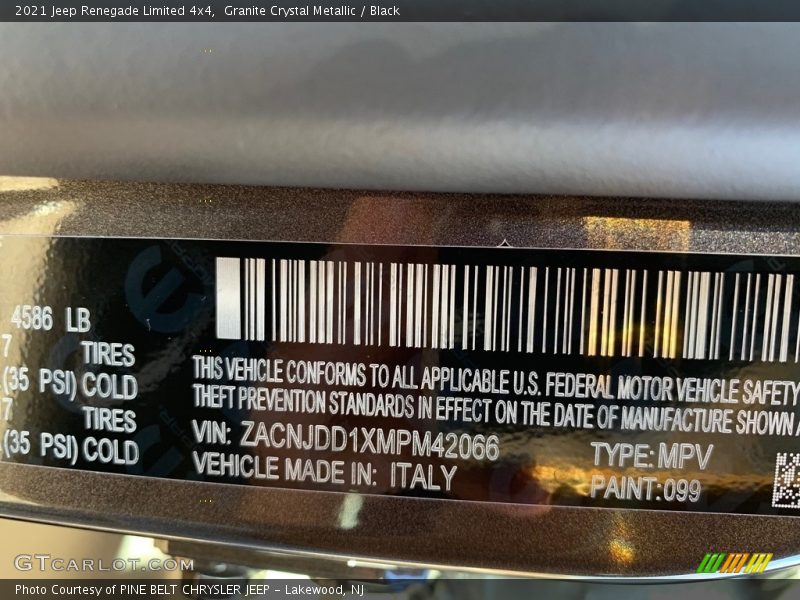 2021 Jeep Renegade Limited 4x4,  Granite Crystal Metallic / Black
4586 LB
7 TIRES
(35 PSI) COLD
7 TIRES
(35 PSI) COLD
THIS VEHICLE CONFORMS TO ALL APPLICABLE U.S. FEDERAL MOTOR VEHICLE SAFETY
THEFT PREVENTION STANDARDS IN EFFECT ON THE DATE OF MANUFACTURE SHOWN
VIN: ZACNJDD1XMPM42066
TYPE: MPV
VEHICLE MADE IN: ITALY
PAINT: 099
GTCARLOT.COM
Photo Courtesy of PINE BELT CHRYSLER JEEP - Lakewood, NJ